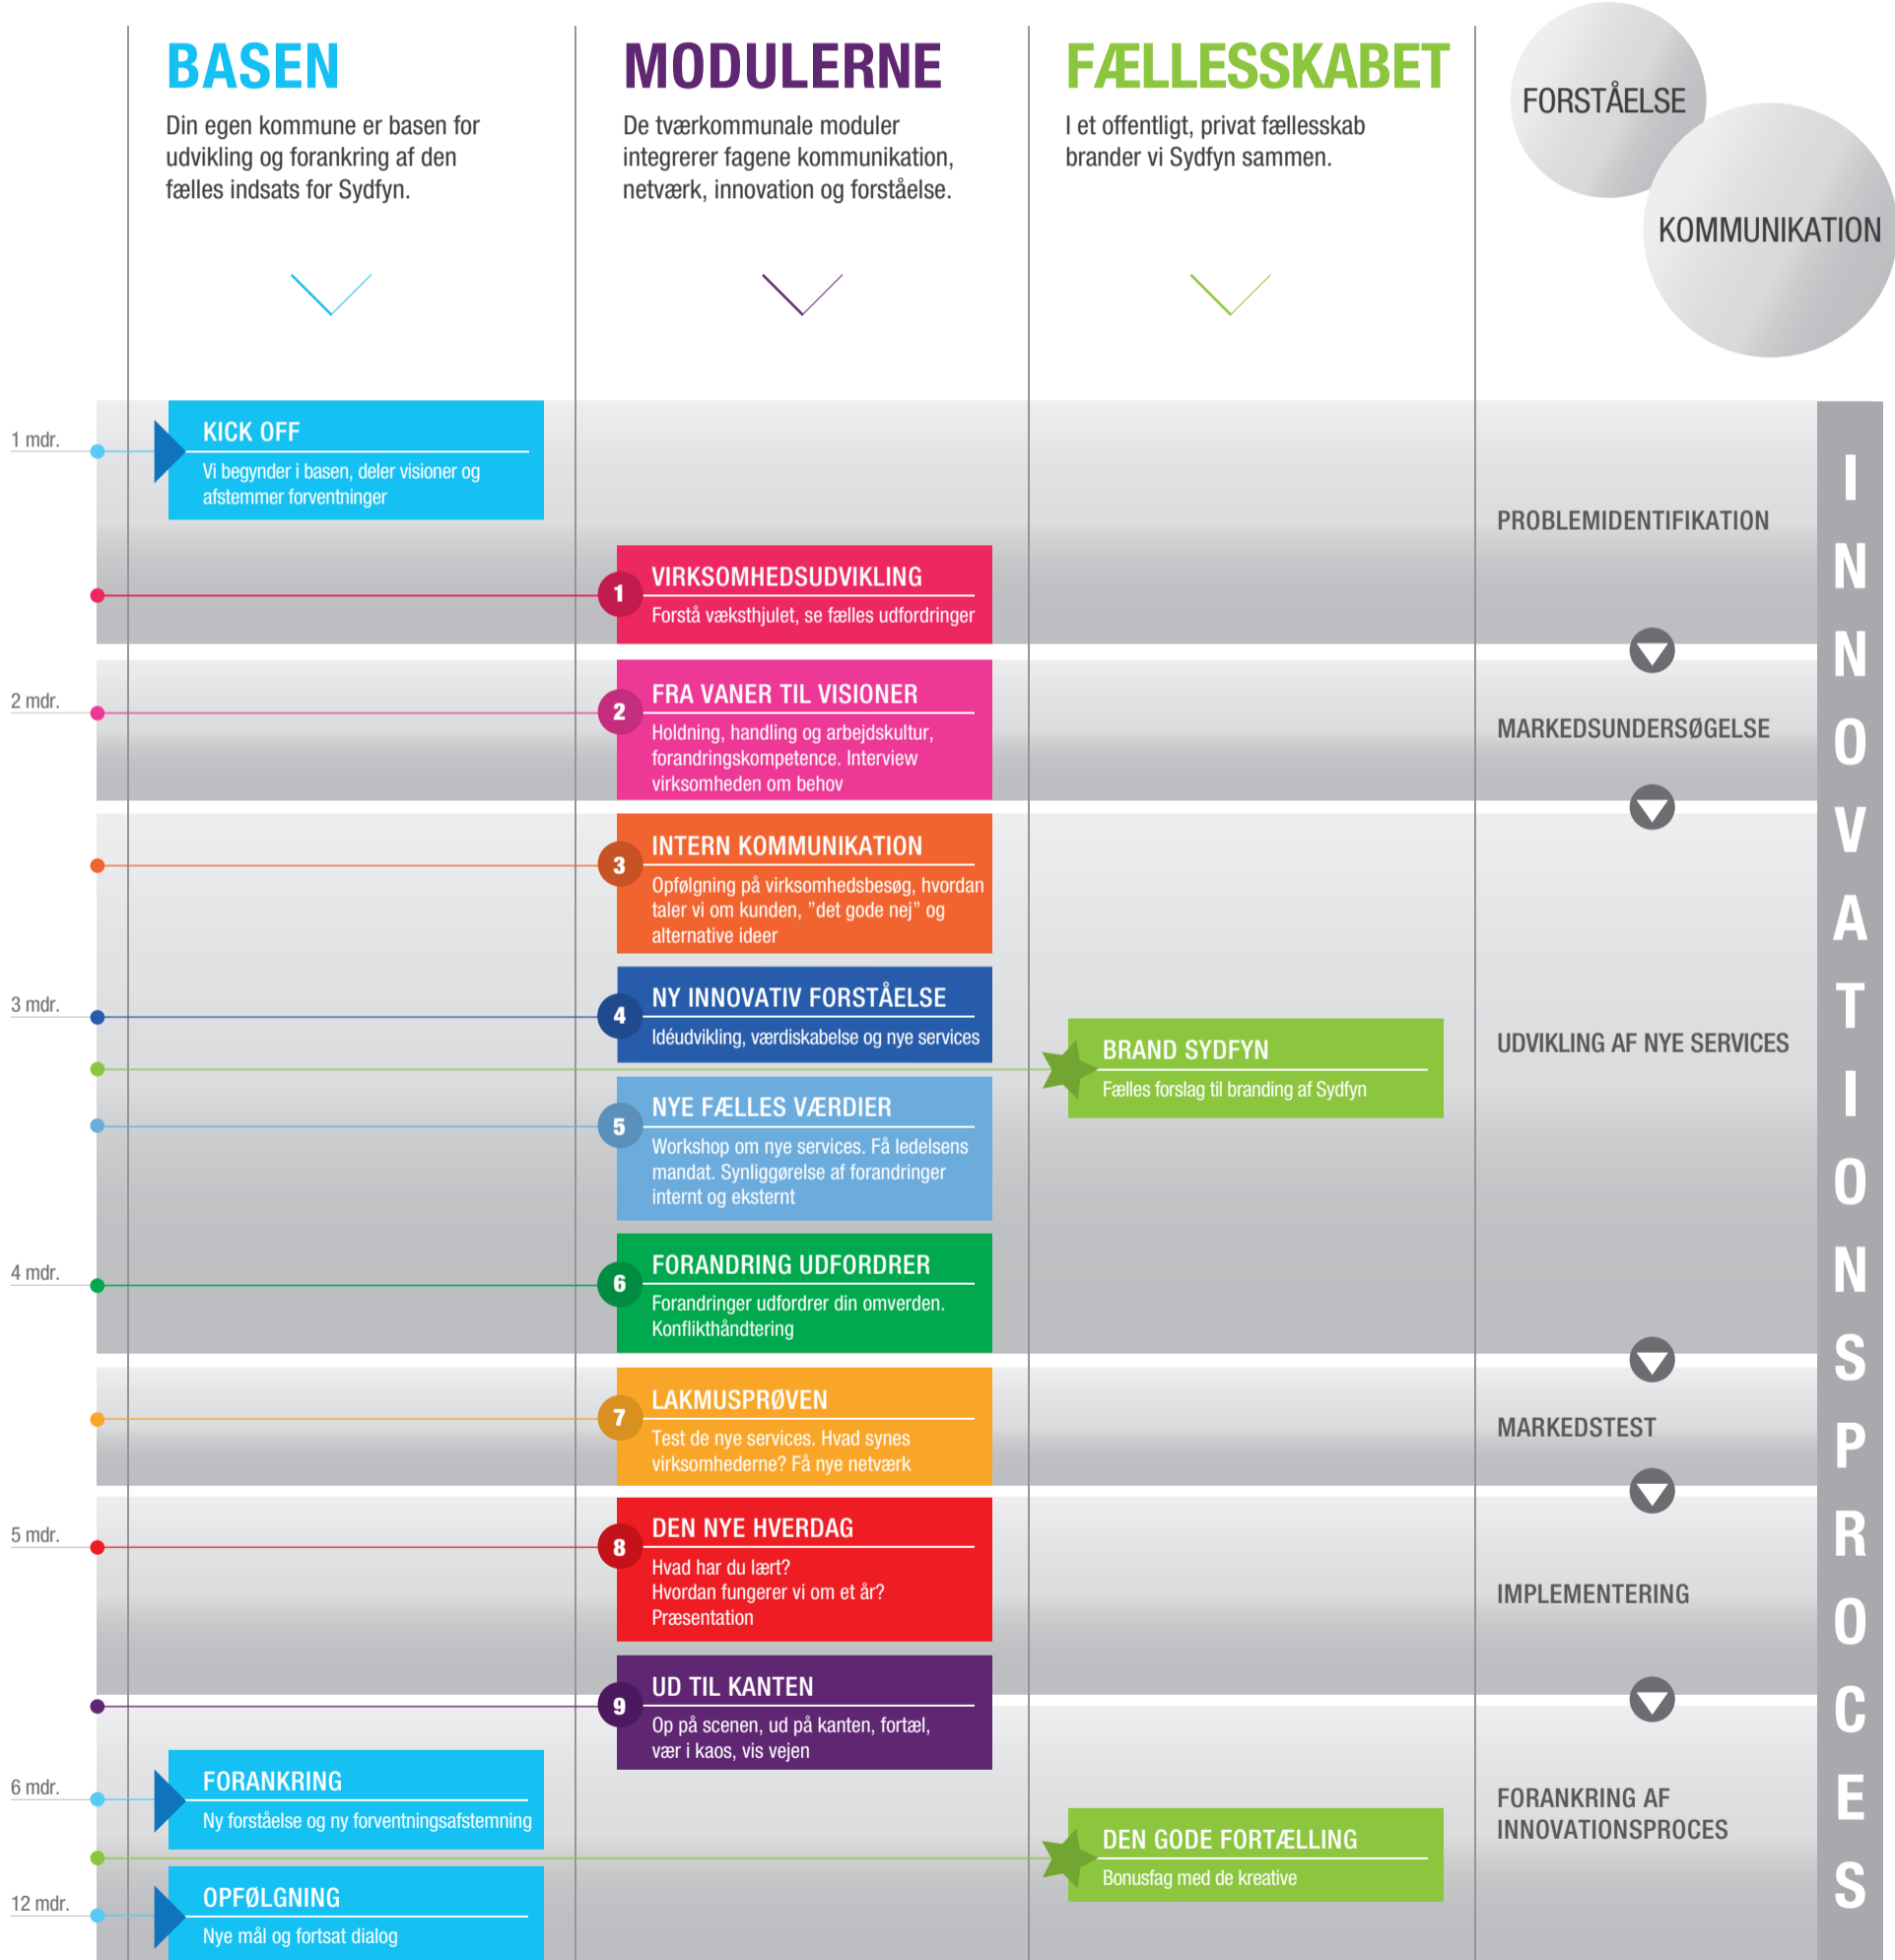 BASEN
Din egen kommune er basen for
udvikling og forankring af den
fælles indsats for Sydfyn.
MODULERNE
De tværkommunale moduler
integrerer fagene kommunikation,
netværk, innovation og forståelse.
FÆLLESSKABET
I et offentligt, privat fællesskab
brander vi Sydfyn sammen.
FORSTÅELSE
KOMMUNIKATION
1 mdr.
KICK OFF
Vi begynder i basen, deler visioner og
afstemmer forventninger
PROBLEMIDENTIFIKATION
1
VIRKSOMHEDSUDVIKLING
Forstå væksthjulet, se fælles udfordringer
2 mdr.
2
FRA VANER TIL VISIONER
Holdning, handling og arbejdskultur,
forandringskompetence. Interview
virksomheden om behov
MARKEDSUNDERSØGELSE
3
INTERN KOMMUNIKATION
Opfølgning på virksomhedsbesøg, hvordan
taler vi om kunden, ”det gode nej” og
alternative ideer
3 mdr.
4
NY INNOVATIV FORSTÅELSE
Idéudvikling, værdiskabelse og nye services
BRAND SYDFYN
Fælles forslag til branding af Sydfyn
UDVIKLING AF NYE SERVICES
5
NYE FÆLLES VÆRDIER
Workshop om nye services. Få ledelsens
mandat. Synliggørelse af forandringer
internt og eksternt
4 mdr.
6
FORANDRING UDFORDRER
Forandringer udfordrer din omverden.
Konflikthåndtering
7
LAKMUSPRØVEN
Test de nye services. Hvad synes
virksomhederne? Få nye netværk
MARKEDSTEST
5 mdr.
8
DEN NYE HVERDAG
Hvad har du lært?
Hvordan fungerer vi om et år?
Præsentation
IMPLEMENTERING
9
UD TIL KANTEN
Op på scenen, ud på kanten, fortæl,
vær i kaos, vis vejen
6 mdr.
FORANKRING
Ny forståelse og ny forventningsafstemning
FORANKRING AF
INNOVATIONSPROCES
DEN GODE FORTÆLLING
Bonusfag med de kreative
12 mdr.
OPFØLGNING
Nye mål og fortsat dialog
INNOVATIONSPROCES